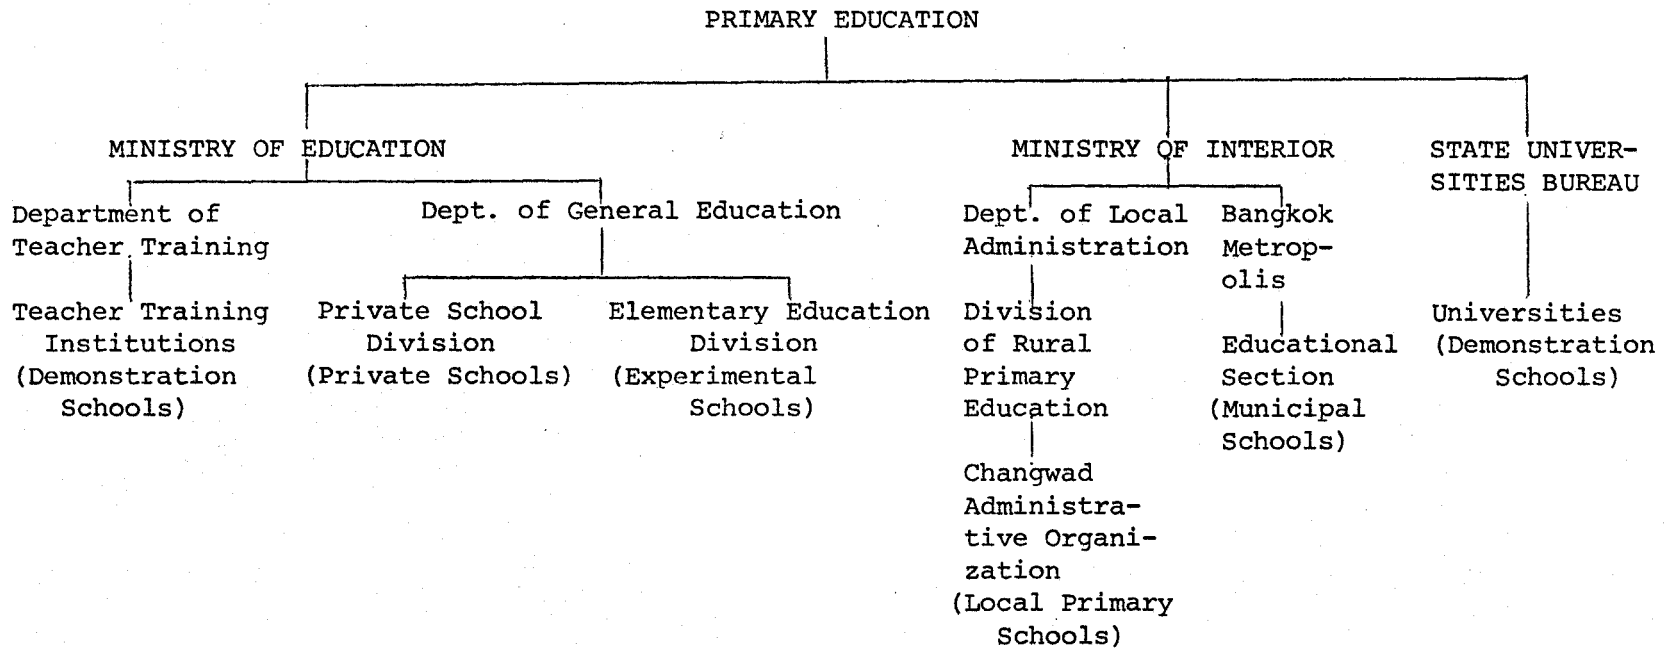 PRIMARY EDUCATION
MINISTRY OF EDUCATION
MINISTRY OF INTERIOR
STATE UNIVER-
SITIES BUREAU
Department of
Teacher Training
Dept. of General Education
Dept. of Local
Administration
Bangkok
Metrop-
olis
Teacher Training
Institutions
(Demonstration
Schools)
Private School
Division
(Private Schools)
Elementary Education
Division
(Experimental
Schools)
Division
of Rural
Primary
Education
Educational
Section
(Municipal
Schools)
Universities
(Demonstration
Schools)
Changwad
Administra-
tive Organi-
zation
(Local Primary
Schools)